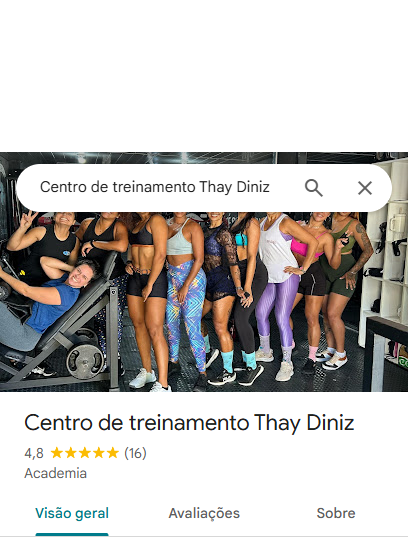 Centro de treinamento Thay Diniz
Centro de treinamento Thay Diniz
4,8 (16)
Academia
Visão geral Avaliações Sobre